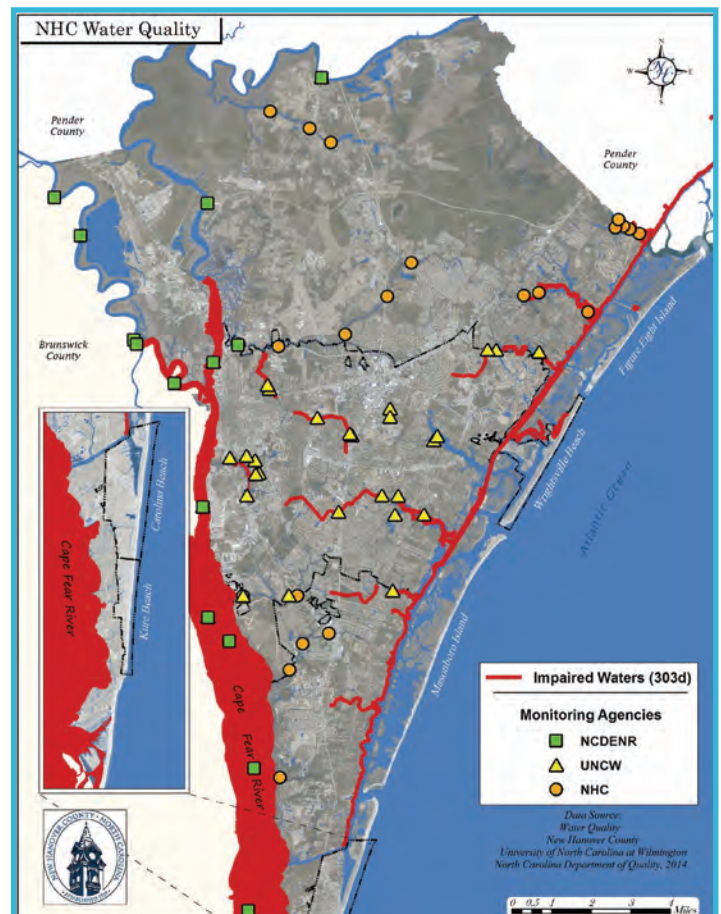 NHC Water Quality
N
W
E
S
NHC
Pender
County
Pender
County
Brunswick
County
Figure Eight Island
Wrightsville Beach
Atlantic Ocean
Masonboro Island
Carolina Beach
Kure Beach
Cape Fear River
Cape Fear River
Impaired Waters (303d)
Monitoring Agencies
NCDENR
UNCW
NHC
Data Source:
Water Quality
New Hanover County
University of North Carolina at Wilmington
North Carolina Department of Quality, 2014
NEW HANOVER COUNTY · NORTH CAROLINA
0 0.5 1 2 3 4
Miles